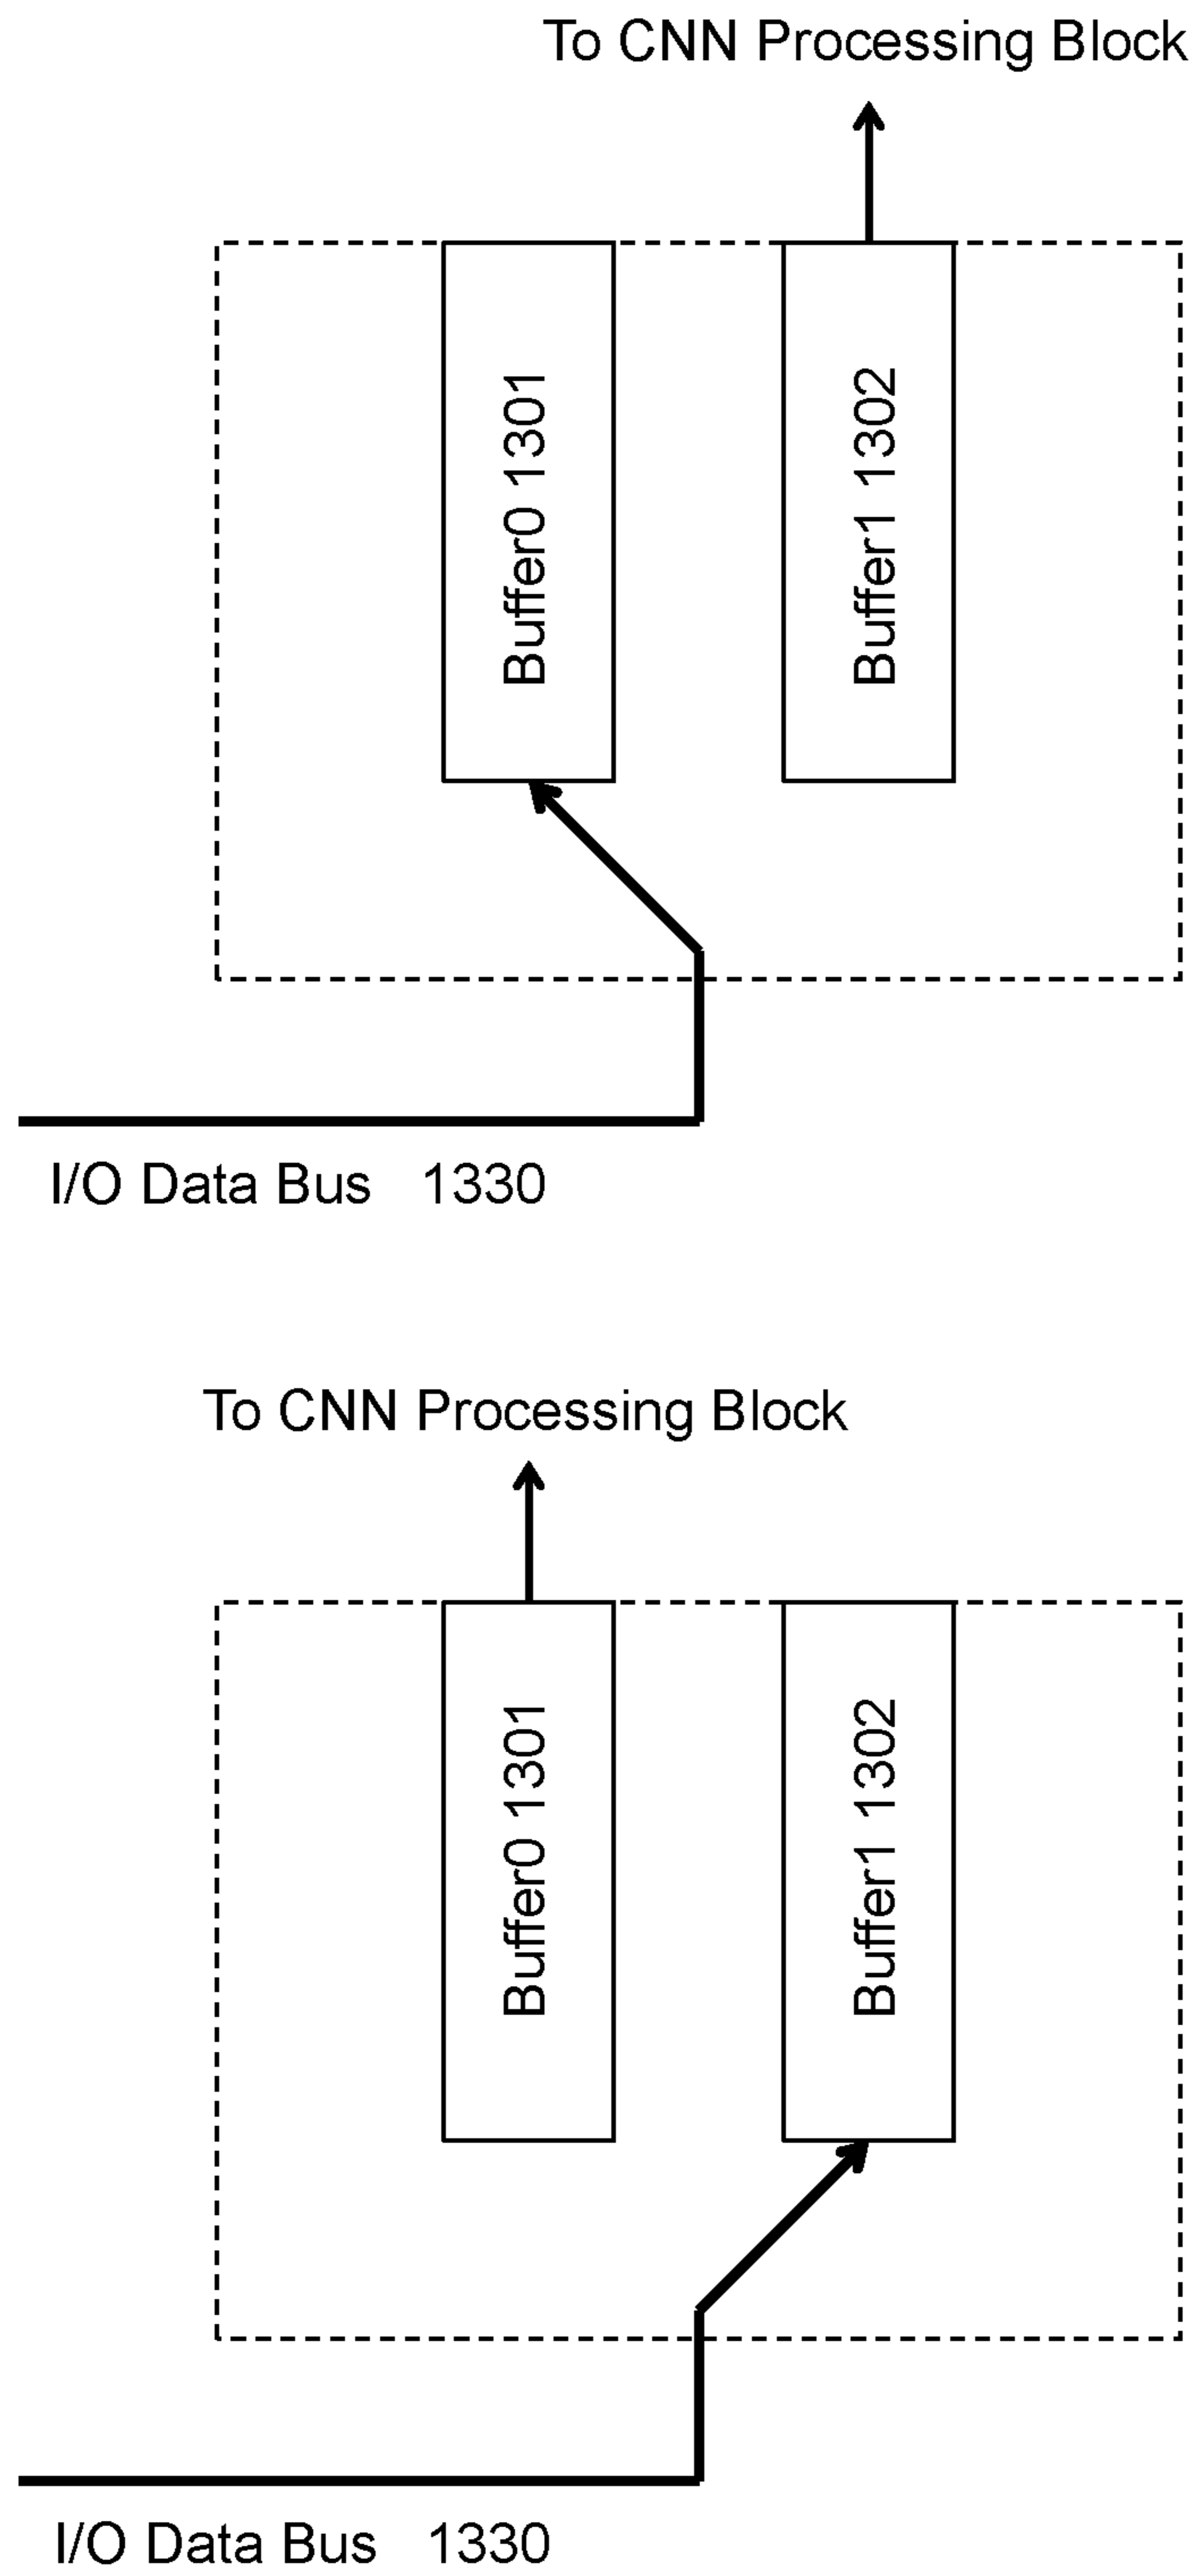 To CNN Processing Block
Buffer0 1301
Buffer1 1302
I/O Data Bus 1330
To CNN Processing Block
Buffer0 1301
Buffer1 1302
I/O Data Bus 1330